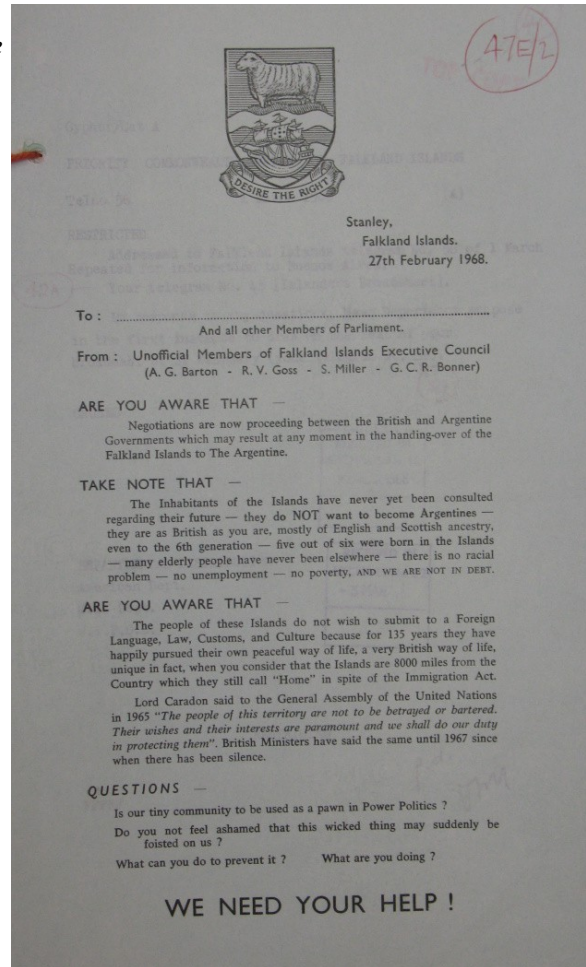 47E/2
DESIRE THE RIGHT
Stanley,
Falkland Islands.
27th February 1968.
To :
And all other Members of Parliament.
From : Unofficial Members of Falkland Islands Executive Council
(A. G. Barton - R. V. Goss - S. Miller - G. C. R. Bonner)
ARE YOU AWARE THAT —
Negotiations are now proceeding between the British and Argentine
Governments which may result at any moment in the handing-over of the
Falkland Islands to The Argentine.
TAKE NOTE THAT —
The Inhabitants of the Islands have never yet been consulted
regarding their future — they do NOT want to become Argentines —
they are as British as you are, mostly of English and Scottish ancestry,
even to the 6th generation — five out of six were born in the Islands
— many elderly people have never been elsewhere — there is no racial
problem — no unemployment — no poverty, AND WE ARE NOT IN DEBT.
ARE YOU AWARE THAT —
The people of these Islands do not wish to submit to a Foreign
Language, Law, Customs, and Culture because for 135 years they have
happily pursued their own peaceful way of life, a very British way of life,
unique in fact, when you consider that the Islands are 8000 miles from the
Country which they still call "Home" in spite of the Immigration Act.
Lord Caradon said to the General Assembly of the United Nations
in 1965 "The people of this territory are not to be betrayed or bartered.
Their wishes and their interests are paramount and we shall do our duty
in protecting them". British Ministers have said the same until 1967 since
when there has been silence.
QUESTIONS —
Is our tiny community to be used as a pawn in Power Politics ?
Do you not feel ashamed that this wicked thing may suddenly be
foisted on us ?
What can you do to prevent it ? What are you doing ?
WE NEED YOUR HELP !